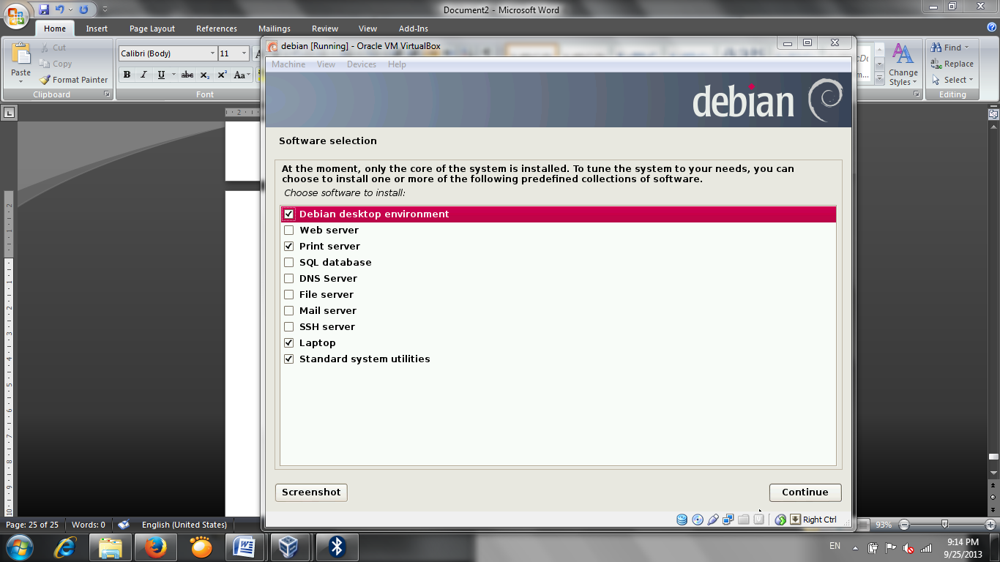 Document2 - Microsoft Word
Home Insert Page Layout References Mailings Review View Add-Ins
Paste
Cut
Copy
Format Painter
Clipboard
Calibri (Body) 11
B I U abc x₂ x² Aa
Font
Change Styles
Find
Replace
Select
Editing
debian [Running] - Oracle VM VirtualBox
Machine View Devices Help
debian
Software selection
At the moment, only the core of the system is installed. To tune the system to your needs, you can
choose to install one or more of the following predefined collections of software.
Choose software to install:
Debian desktop environment
Web server
Print server
SQL database
DNS Server
File server
Mail server
SSH server
Laptop
Standard system utilities
Screenshot Continue
Right Ctrl
Page: 25 of 25 Words: 0 English (United States) 93%
EN
9:14 PM
9/25/2013